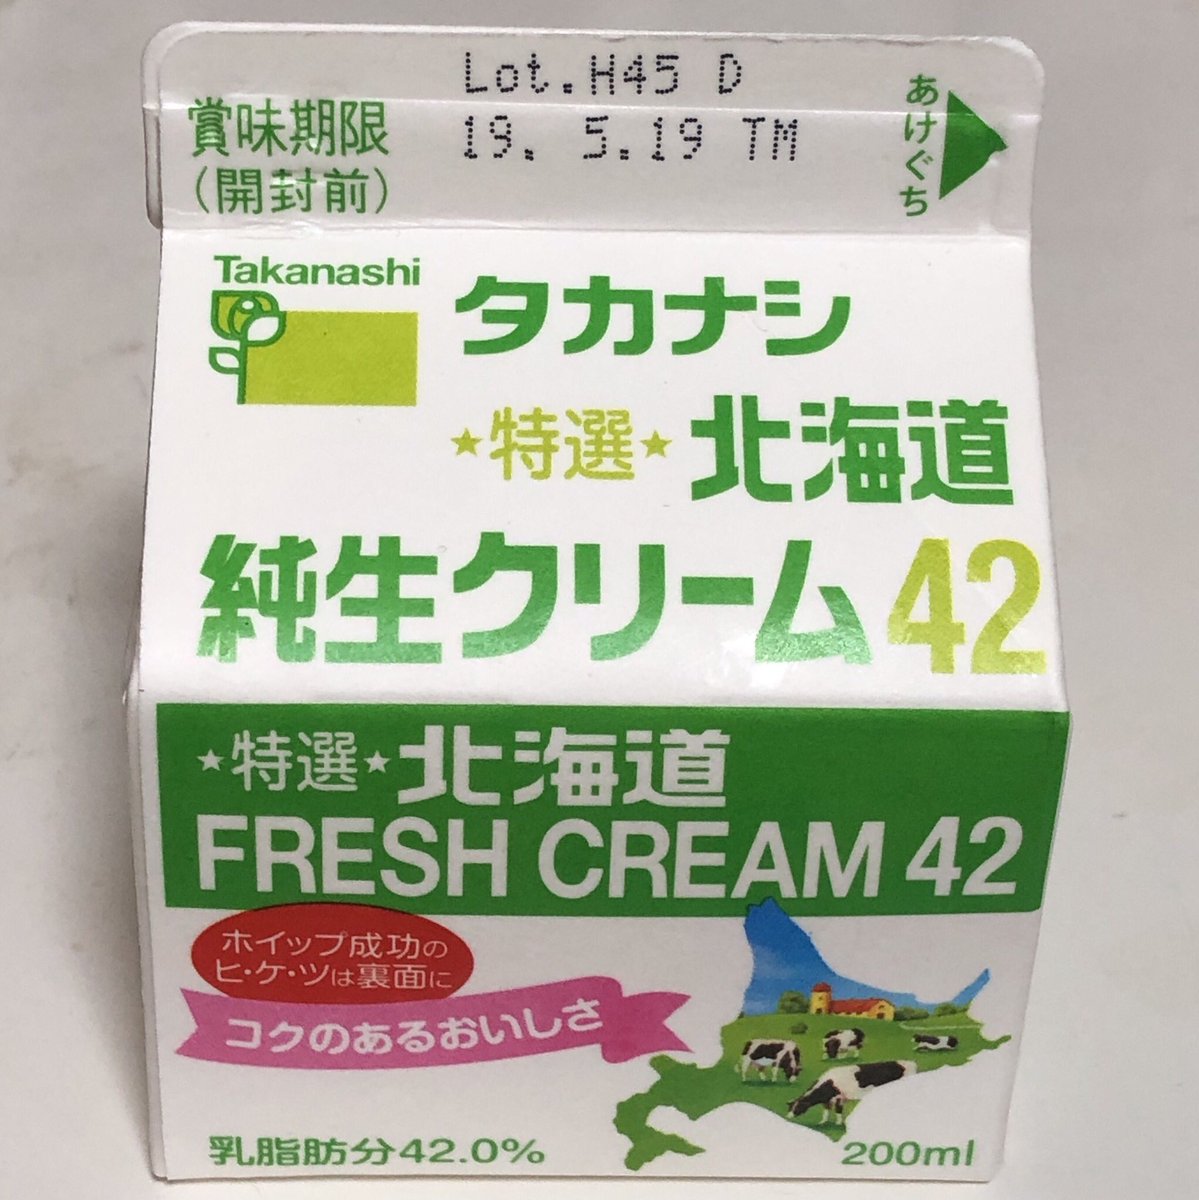 Lot.H45 D
賞味期限
(開封前)
19. 5.19 TM
あけぐち
Takanashi
タカナシ
★特選★北海道
純生クリーム42
★特選★北海道
FRESH CREAM 42
ホイップ成功の
ヒ・ケ・ツは裏面に
コクのあるおいしさ
乳脂肪分42.0%
200ml